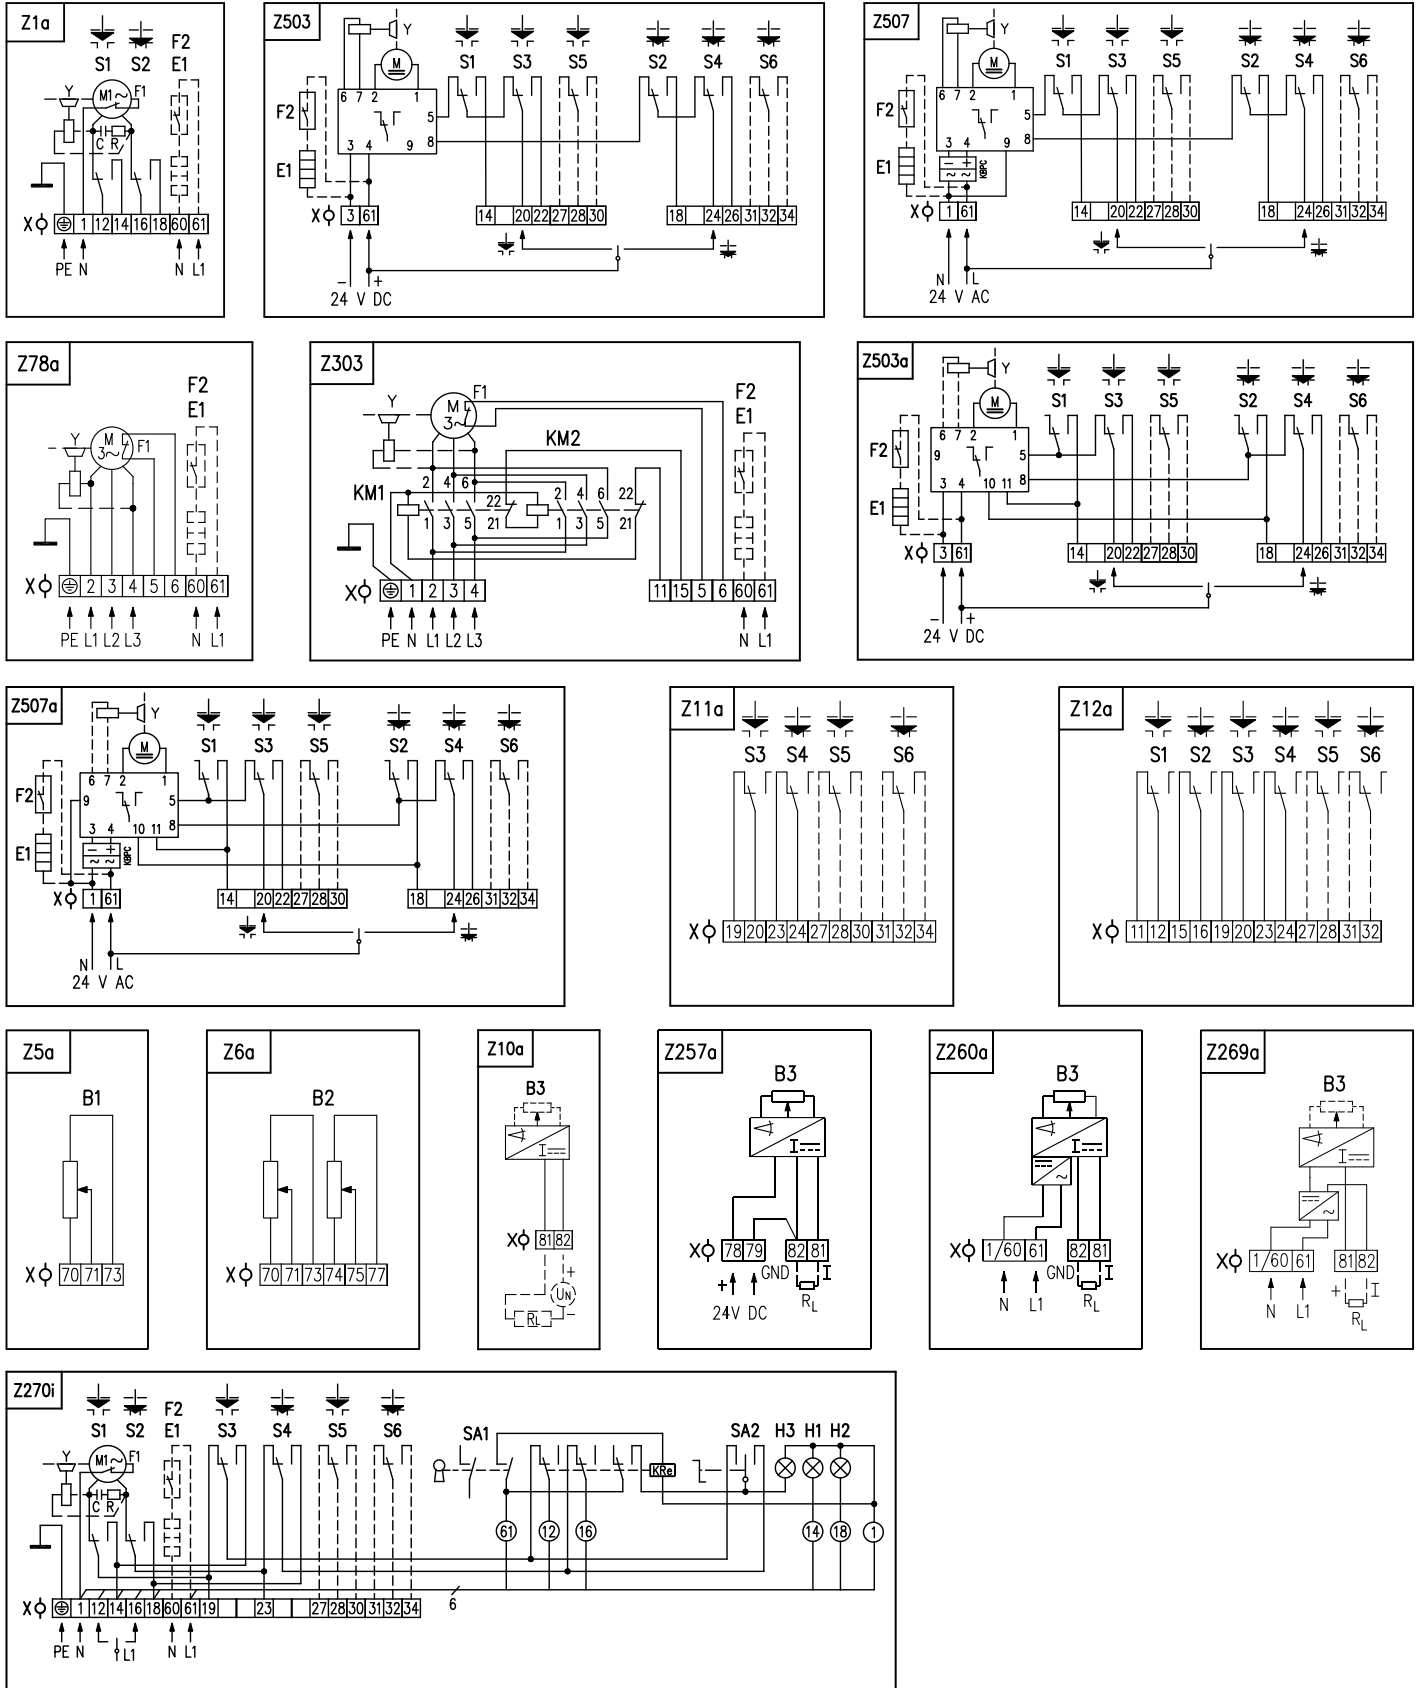 Z1a
S1 S2 F2
E1
Y M1~ F1
C R
X ⏚ 1 12 14 16 18 60 61
PE N N L1
Z503
Y
M
S1 S3 S5 S2 S4 S6
6 7 2 1
F2 5
3 4 9 8
E1
X 3 61 14 20 22 27 28 30 18 24 26 31 32 34
- +
24 V DC
Z507
Y
M
S1 S3 S5 S2 S4 S6
6 7 2 1
F2 5
3 4 9 8
E1 - + ~ ~ KBPC
X 1 61 14 20 22 27 28 30 18 24 26 31 32 34
N L
24 V AC
Z78a
F2
E1
Y M 3~ F1
X ⏚ 2 3 4 5 6 60 61
PE L1 L2 L3 N L1
Z303
F1 F2
Y M 3~ E1
KM2
KM1 2 4 6 22 2 4 6 22
1 3 5 21 1 3 5 21
X ⏚ 1 2 3 4 11 15 5 6 60 61
PE N L1 L2 L3 N L1
Z503a
Y
M
S1 S3 S5 S2 S4 S6
6 7 2 1
F2 9 5
3 4 10 11 8
E1
X 3 61 14 20 22 27 28 30 18 24 26 31 32 34
- +
24 V DC
Z507a
Y
M
S1 S3 S5 S2 S4 S6
6 7 2 1
F2 9 5
3 4 10 11 8
E1 - + ~ ~ KBPC
X 1 61 14 20 22 27 28 30 18 24 26 31 32 34
N L
24 V AC
Z11a
S3 S4 S5 S6
X 19 20 23 24 27 28 30 31 32 34
Z12a
S1 S2 S3 S4 S5 S6
X 11 12 15 16 19 20 23 24 27 28 31 32
Z5a
B1
X 70 71 73
Z6a
B2
X 70 71 73 74 75 77
Z10a
B3
I
X 81 82
+
UN
RL -
Z257a
B3
I
X 78 79 82 81
+ GND I
24V DC RL
Z260a
B3
I
~
X 1/60 61 82 81
GND I
N L1 RL
Z269a
B3
I
~
X 1/60 61 81 82
+ I
N L1 RL
Z270i
S1 S2 F2
E1 S3 S4 S5 S6 SA1 SA2 H3 H1 H2
Y M1~ F1 KRe
C R
61 12 16 14 18 1
6
X ⏚ 1 12 14 16 18 60 61 19 23 27 28 30 31 32 34
PE N L1 N L1